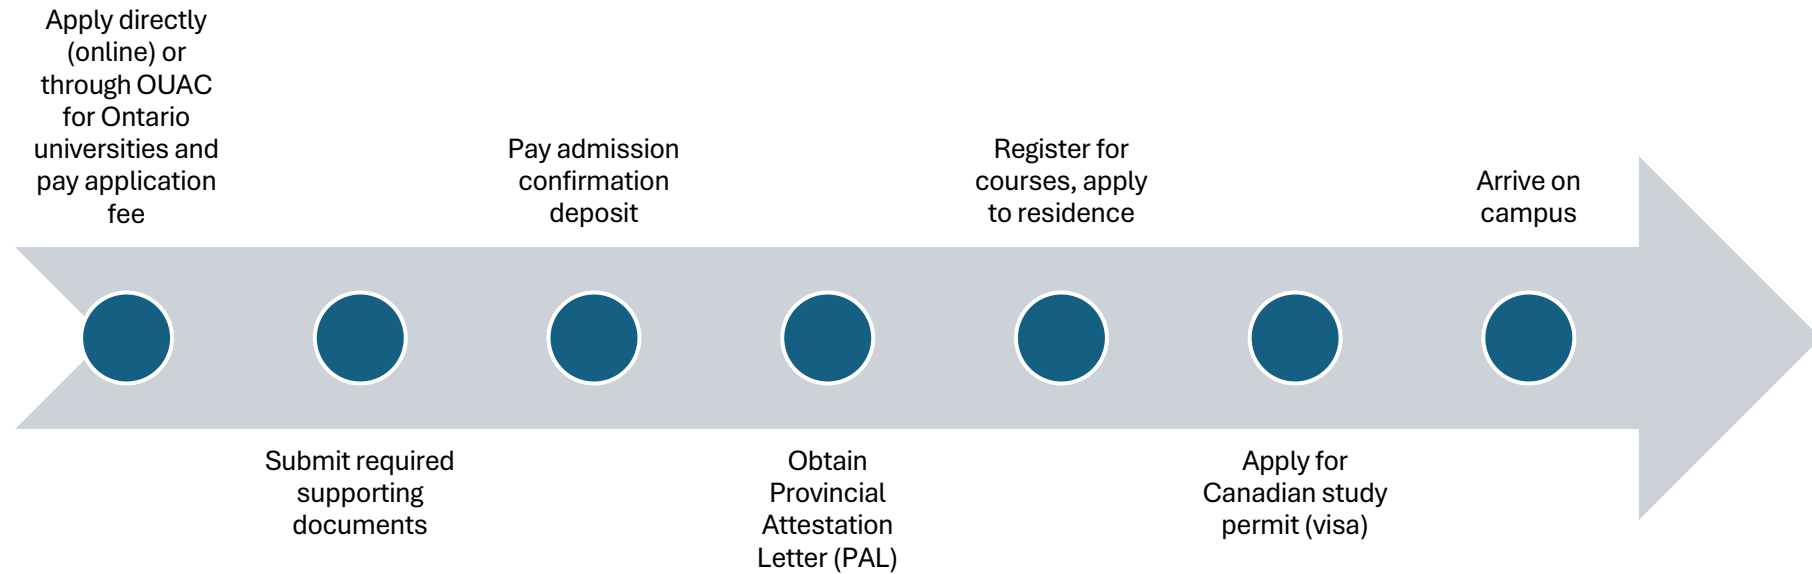 Apply directly
(online) or
through OUAC
for Ontario
universities and
pay application
fee
Submit required
supporting
documents
Pay admission
confirmation
deposit
Obtain
Provincial
Attestation
Letter (PAL)
Register for
courses, apply
to residence
Apply for
Canadian study
permit (visa)
Arrive on
campus